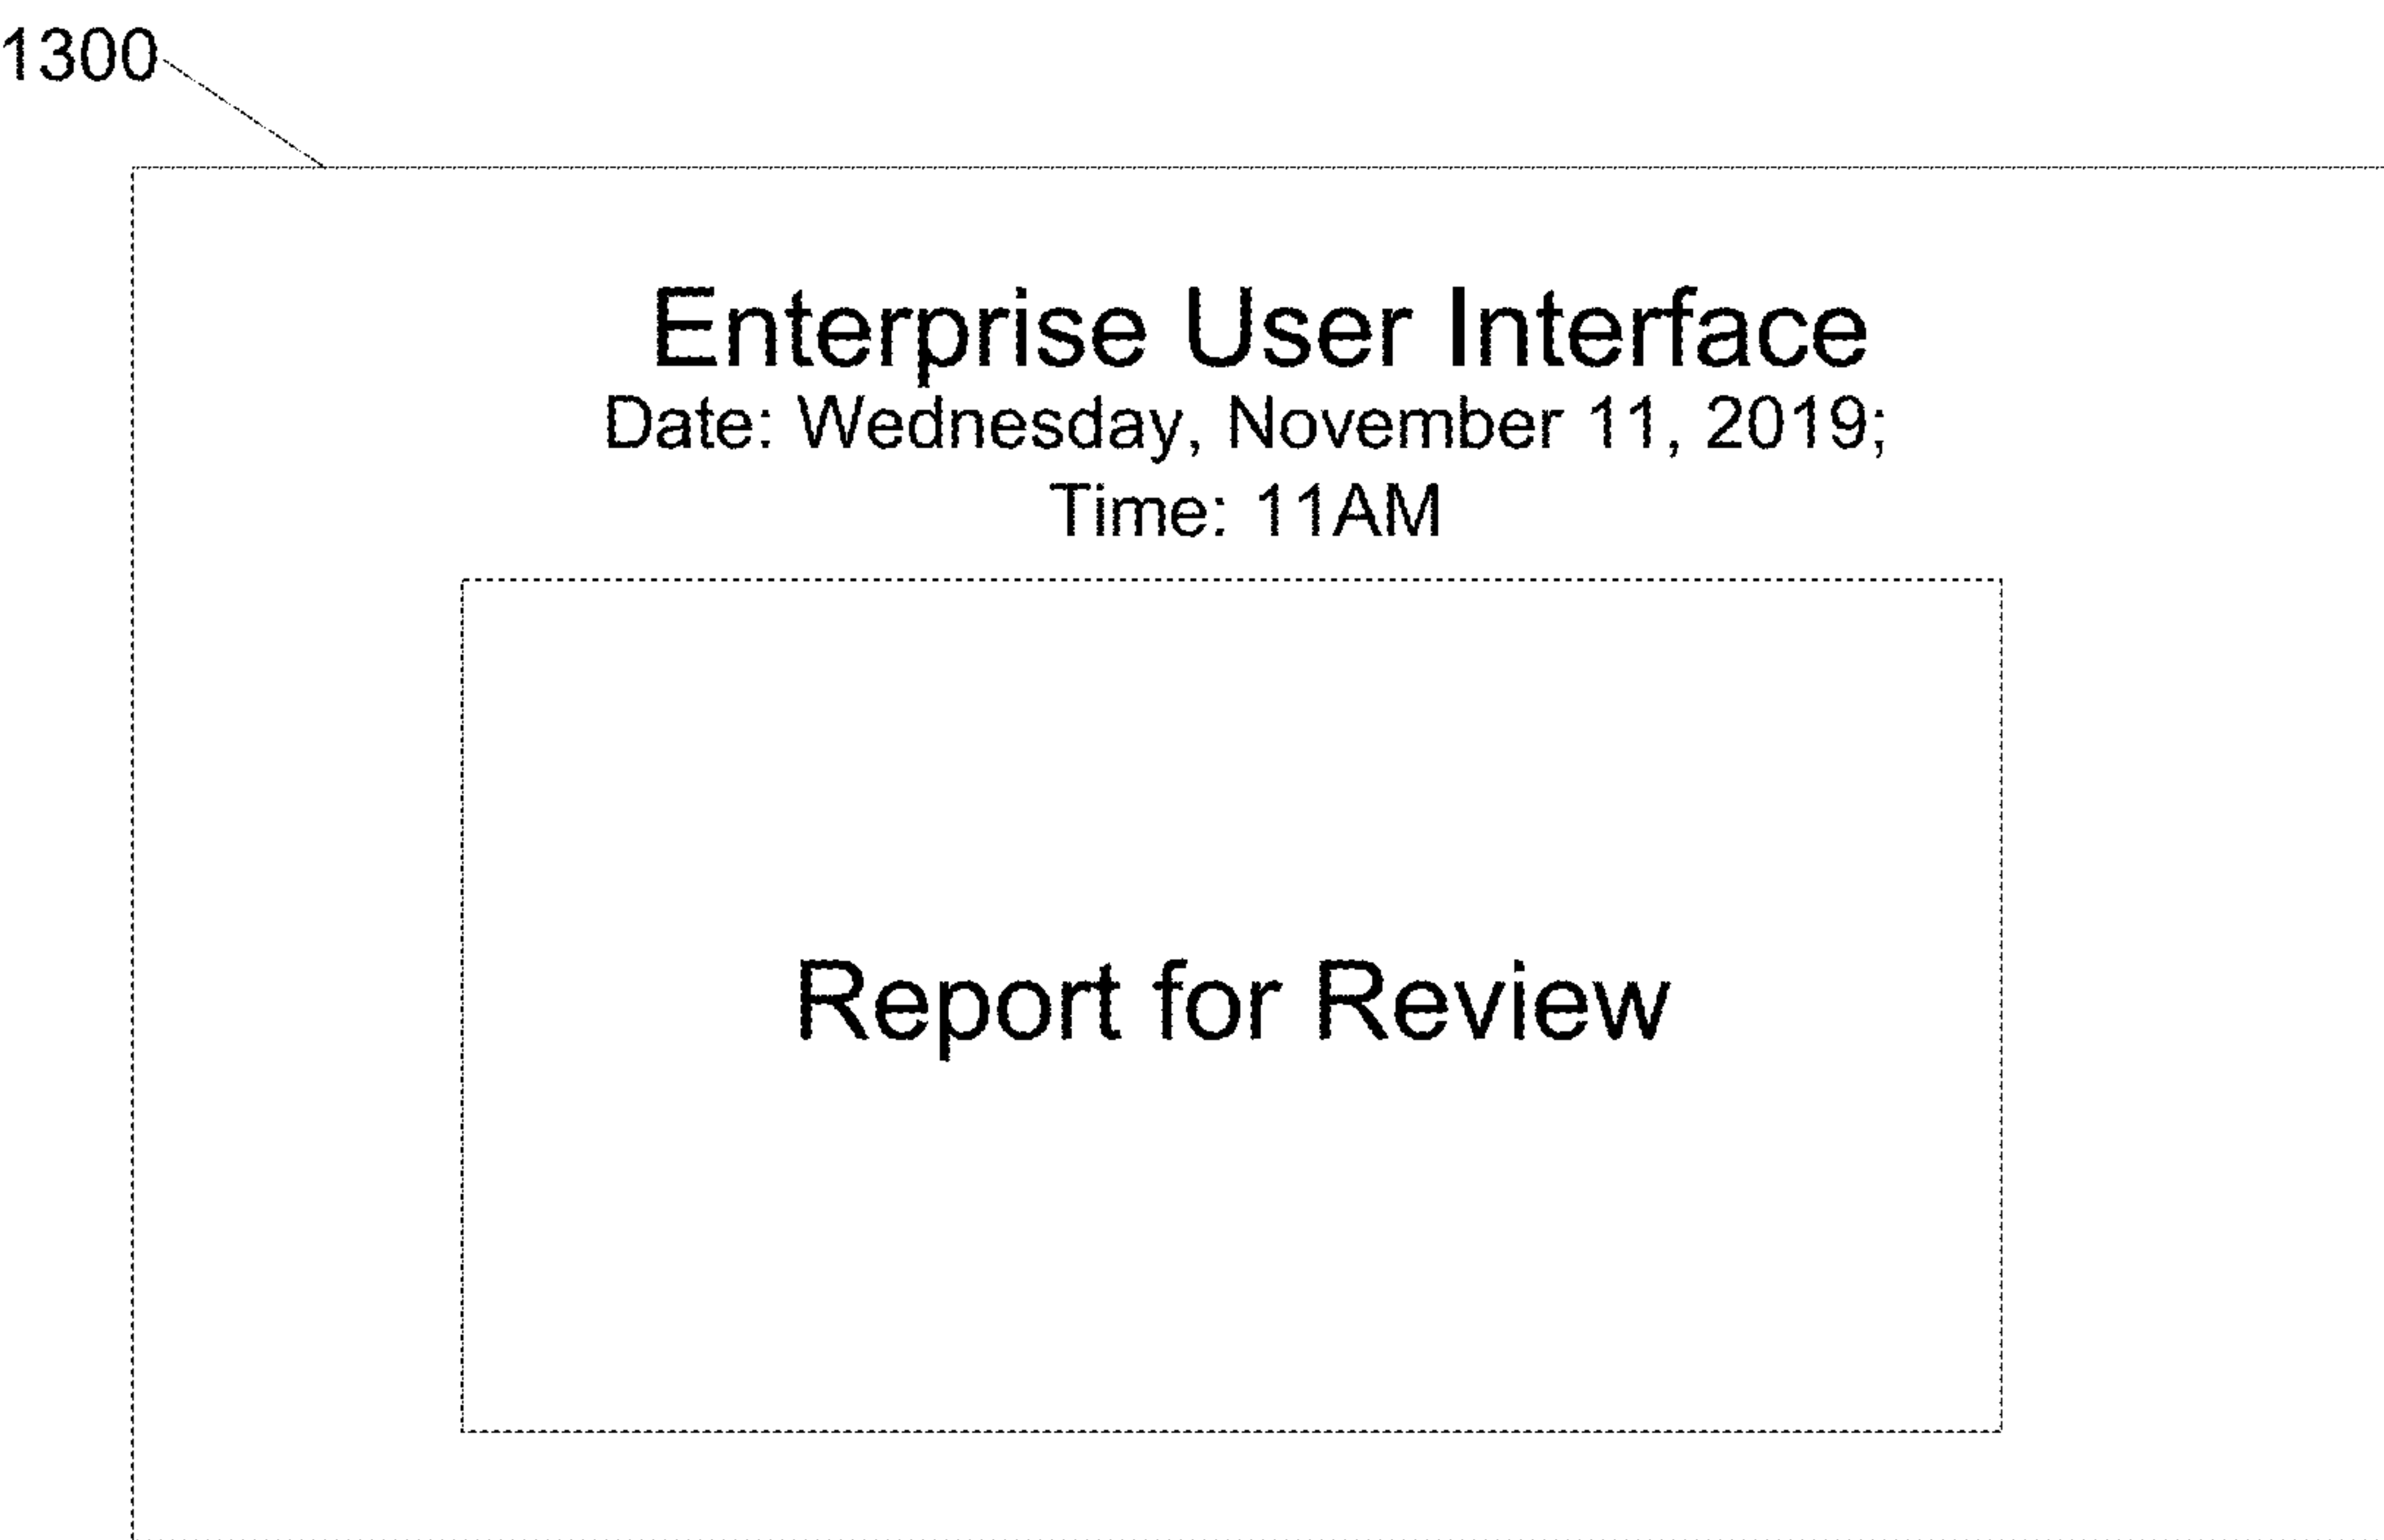 1300
Enterprise User Interface
Date: Wednesday, November 11, 2019;
Time: 11AM
Report for Review